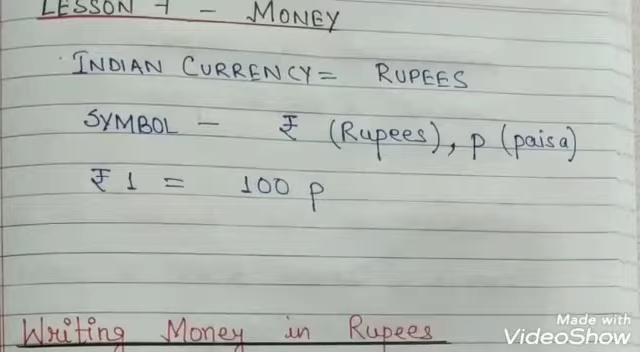 LESSON 7 - MONEY
INDIAN CURRENCY = RUPEES
SYMBOL - ₹ (Rupees), p (paisa)
₹ 1 = 100 p
Writing Money in Rupees
Made with
VideoShow